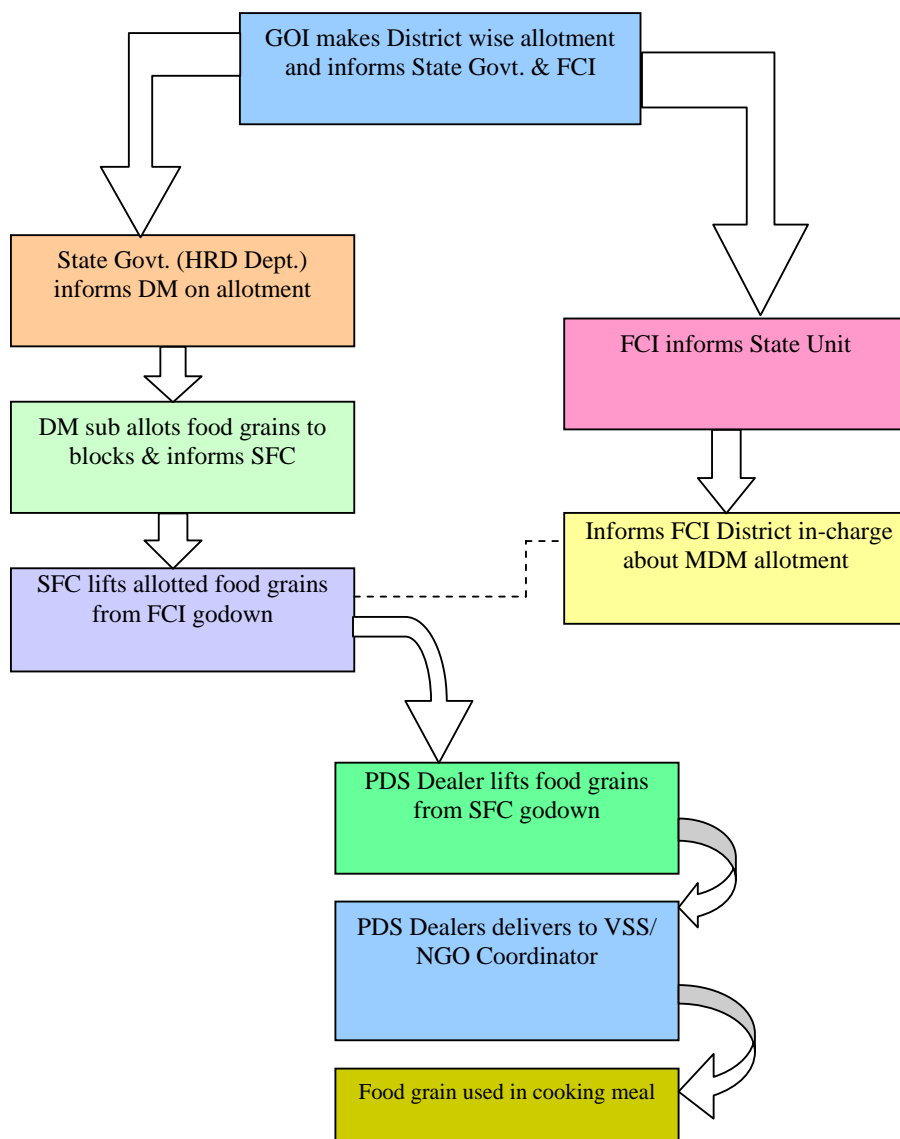 GOI makes District wise allotment
and informs State Govt. & FCI
State Govt. (HRD Dept.)
informs DM on allotment
FCI informs State Unit
DM sub allots food grains to
blocks & informs SFC
Informs FCI District in-charge
about MDM allotment
SFC lifts allotted food grains
from FCI godown
PDS Dealer lifts food grains
from SFC godown
PDS Dealers delivers to VSS/
NGO Coordinator
Food grain used in cooking meal